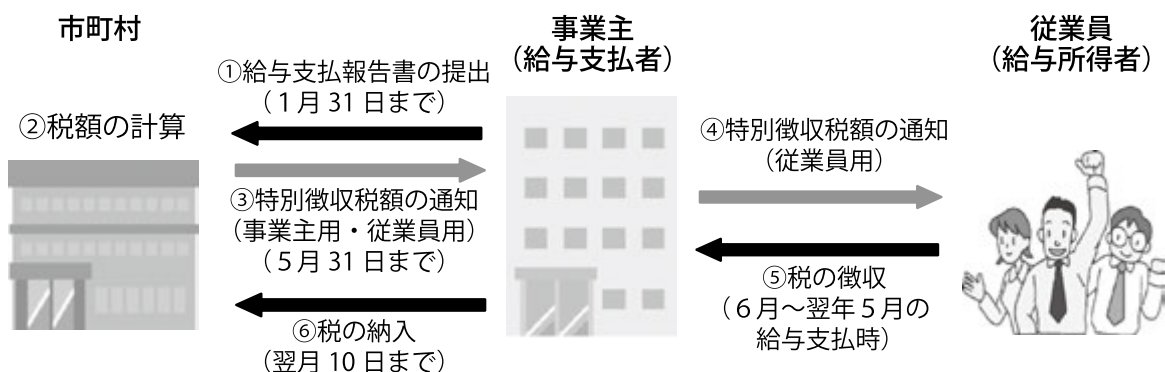 市町村
事業主
(給与支払者)
従業員
(給与所得者)
①給与支払報告書の提出
(1月31日まで)
②税額の計算
③特別徴収税額の通知
(事業主用・従業員用)
(5月31日まで)
④特別徴収税額の通知
(従業員用)
⑤税の徴収
(6月～翌年5月の
給与支払時)
⑥税の納入
(翌月10日まで)